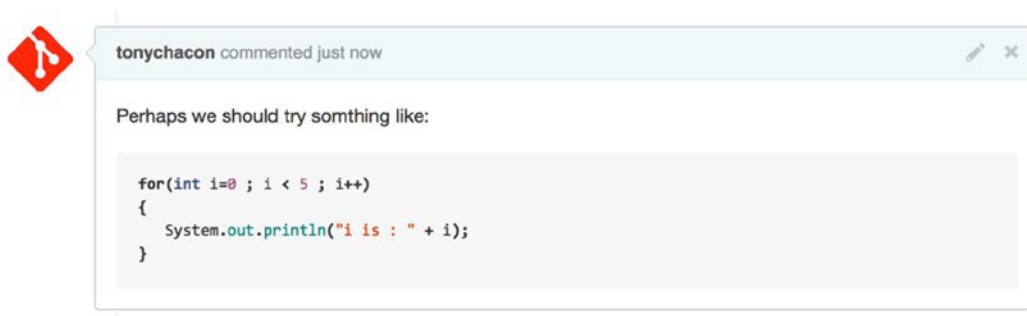 tonychacon commented just now
Perhaps we should try somthing like:
for(int i=0 ; i < 5 ; i++)
{
System.out.println("i is : " + i);
}